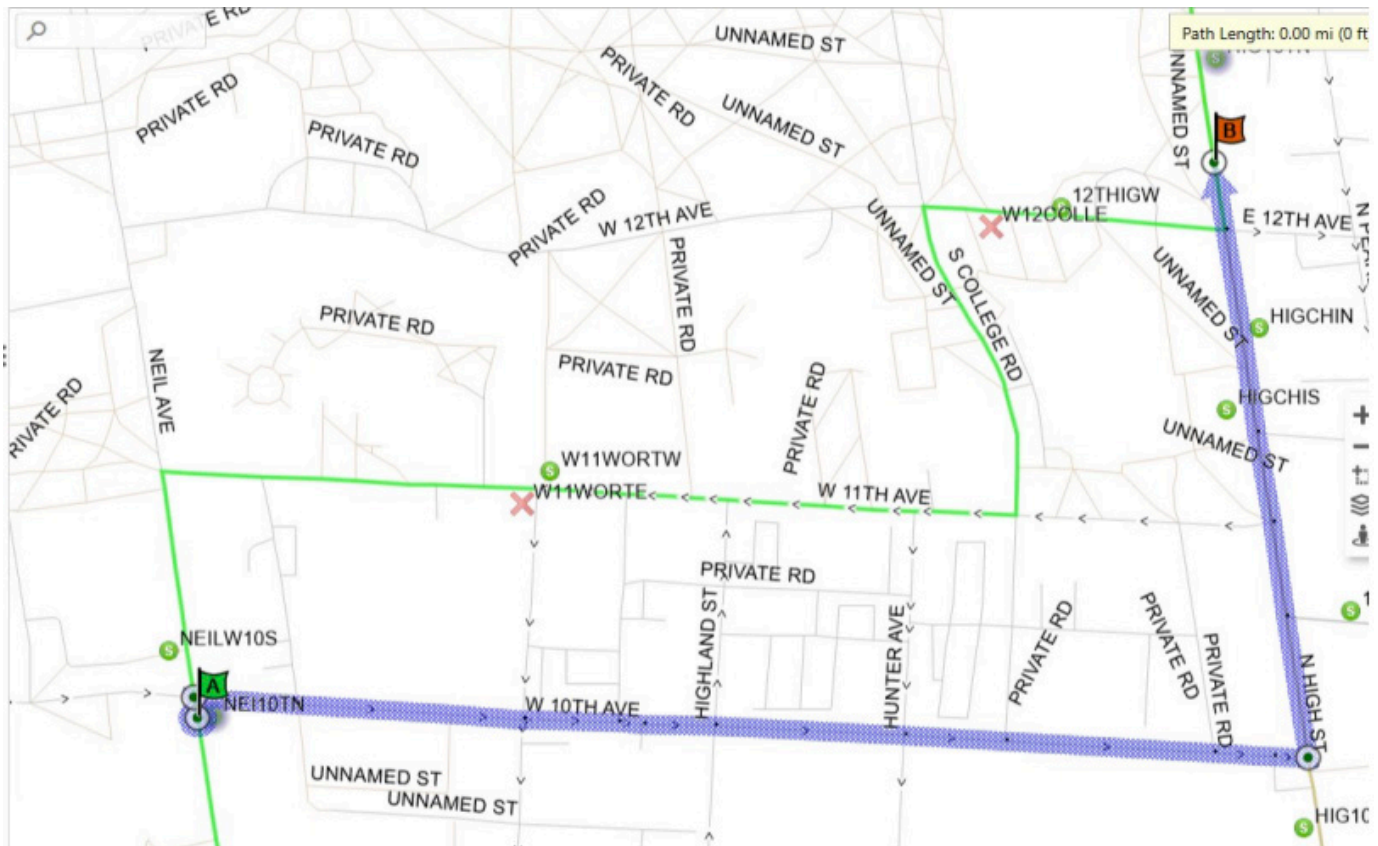 PRIVATE RD
Path Length: 0.00 mi (0 ft
UNNAMED ST
PRIVATE RD
PRIVATE RD
UNNAMED ST
PRIVATE RD
UNNAMED ST
B
12THIGW
W12COLLE
E 12TH AVE
W 12TH AVE
PRIVATE RD
UNNAMED ST
S COLLEGE RD
PRIVATE RD
UNNAMED ST
HIGCHIN
PRIVATE RD
NEIL AVE
PRIVATE RD
PRIVATE RD
HIGCHIS
UNNAMED ST
RIVATE RD
S
W11WORTW
W11WORTE
W 11TH AVE
PRIVATE RD
HIGHLAND ST
HUNTER AVE
PRIVATE RD
PRIVATE RD
PRIVATE RD
1
NEILW10S
A
NEI10TN
W 10TH AVE
N HIGH ST
UNNAMED ST
UNNAMED ST
HIG10